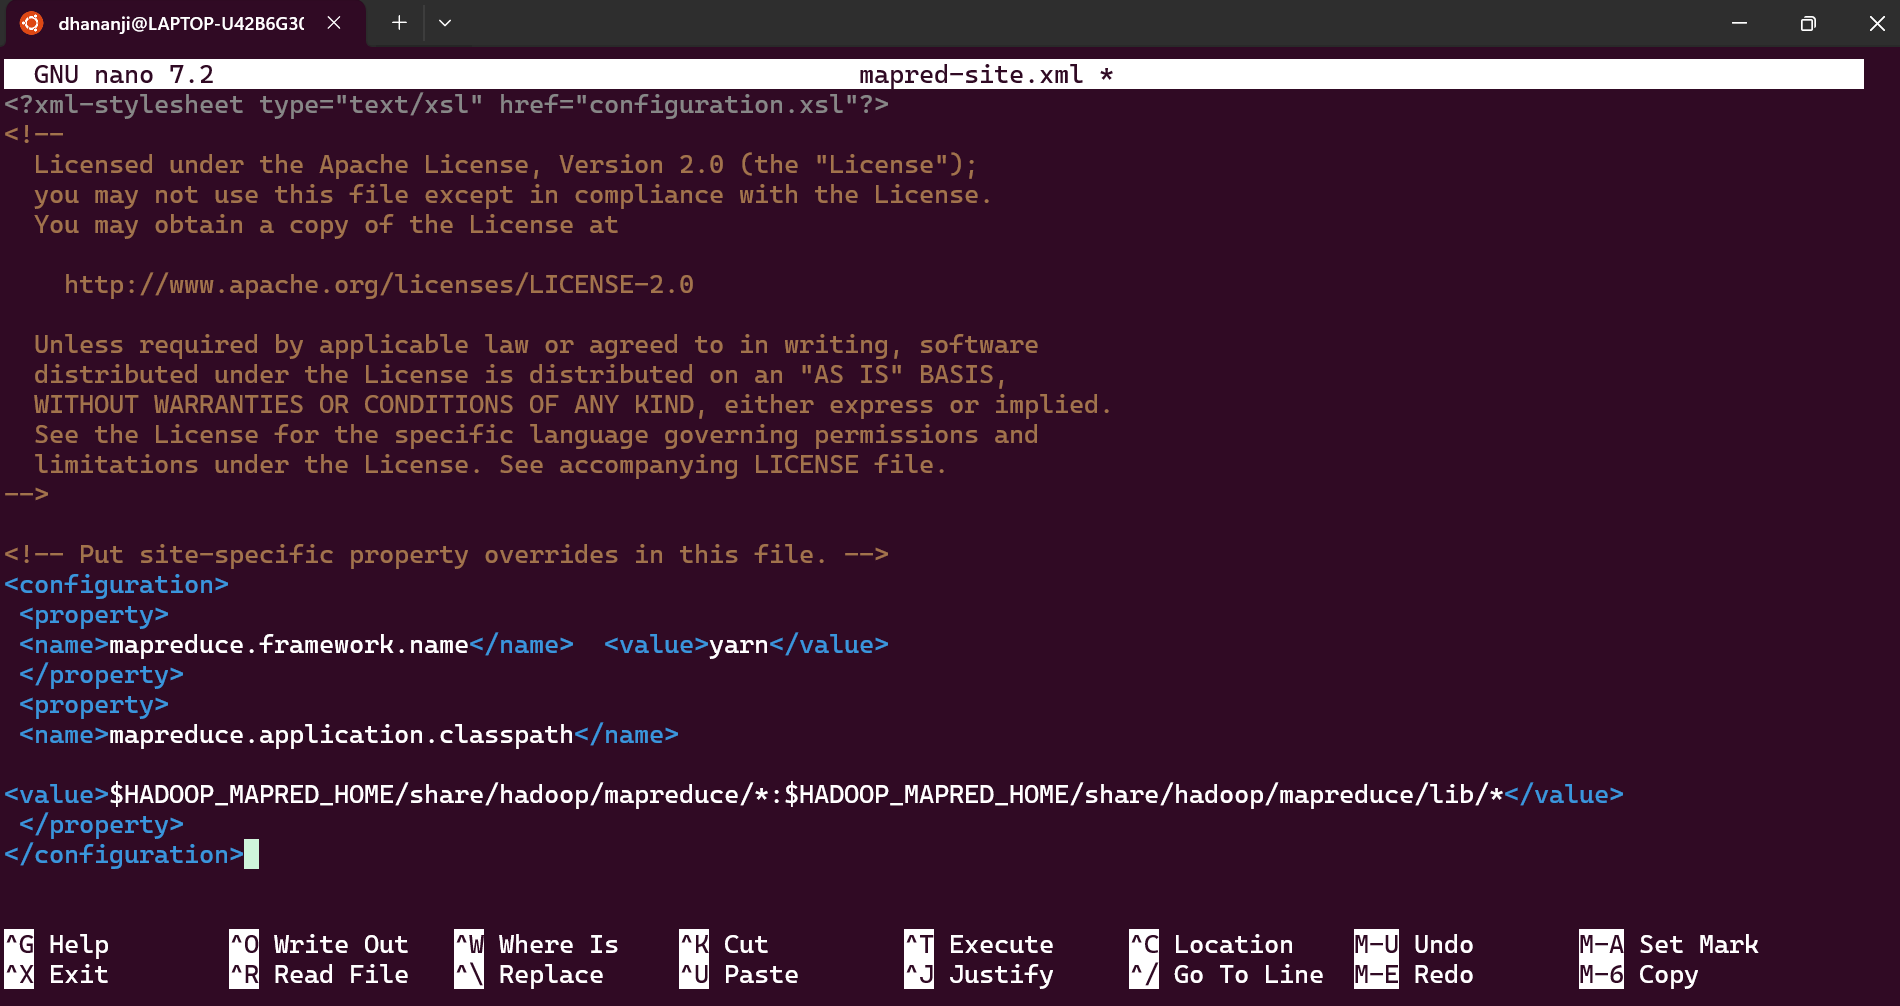 dhananji@LAPTOP-U42B6G3(
GNU nano 7.2 mapred-site.xml *
<?xml-stylesheet type="text/xsl" href="configuration.xsl"?>
<!--
Licensed under the Apache License, Version 2.0 (the "License");
you may not use this file except in compliance with the License.
You may obtain a copy of the License at
http://www.apache.org/licenses/LICENSE-2.0
Unless required by applicable law or agreed to in writing, software
distributed under the License is distributed on an "AS IS" BASIS,
WITHOUT WARRANTIES OR CONDITIONS OF ANY KIND, either express or implied.
See the License for the specific language governing permissions and
limitations under the License. See accompanying LICENSE file.
-->
<!-- Put site-specific property overrides in this file. -->
<configuration>
<property>
<name>mapreduce.framework.name</name>  <value>yarn</value>
</property>
<property>
<name>mapreduce.application.classpath</name>
<value>$HADOOP_MAPRED_HOME/share/hadoop/mapreduce/*:$HADOOP_MAPRED_HOME/share/hadoop/mapreduce/lib/*</value>
</property>
</configuration>
^G Help ^O Write Out ^W Where Is ^K Cut ^T Execute ^C Location M-U Undo M-A Set Mark
^X Exit ^R Read File ^\ Replace ^U Paste ^J Justify ^/ Go To Line M-E Redo M-6 Copy